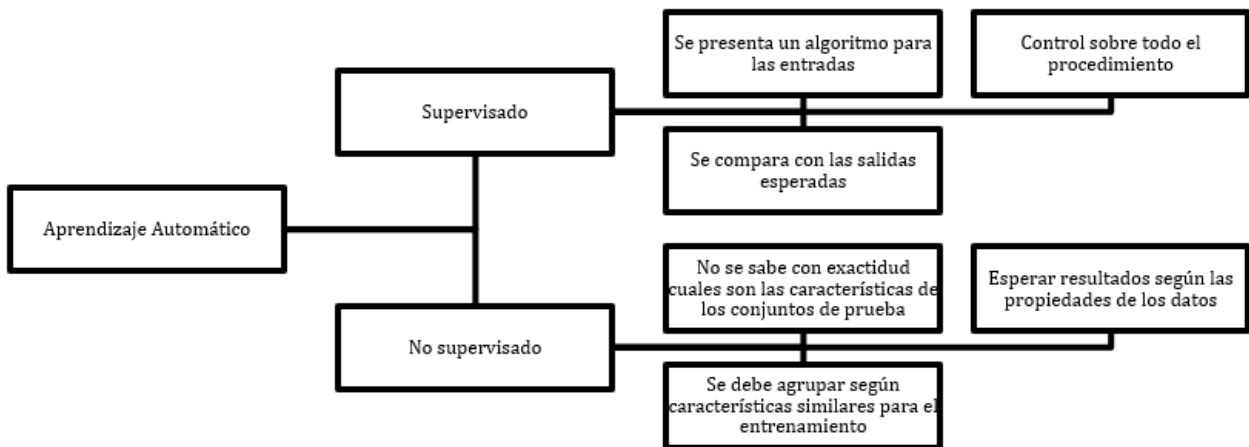 Aprendizaje Automático
Supervisado
Se presenta un algoritmo para
las entradas
Control sobre todo el
procedimiento
Se compara con las salidas
esperadas
No supervisado
No se sabe con exactidud
cuales son las características de
los conjuntos de prueba
Esperar resultados según las
propiedades de los datos
Se debe agrupar según
características similares para el
entrenamiento